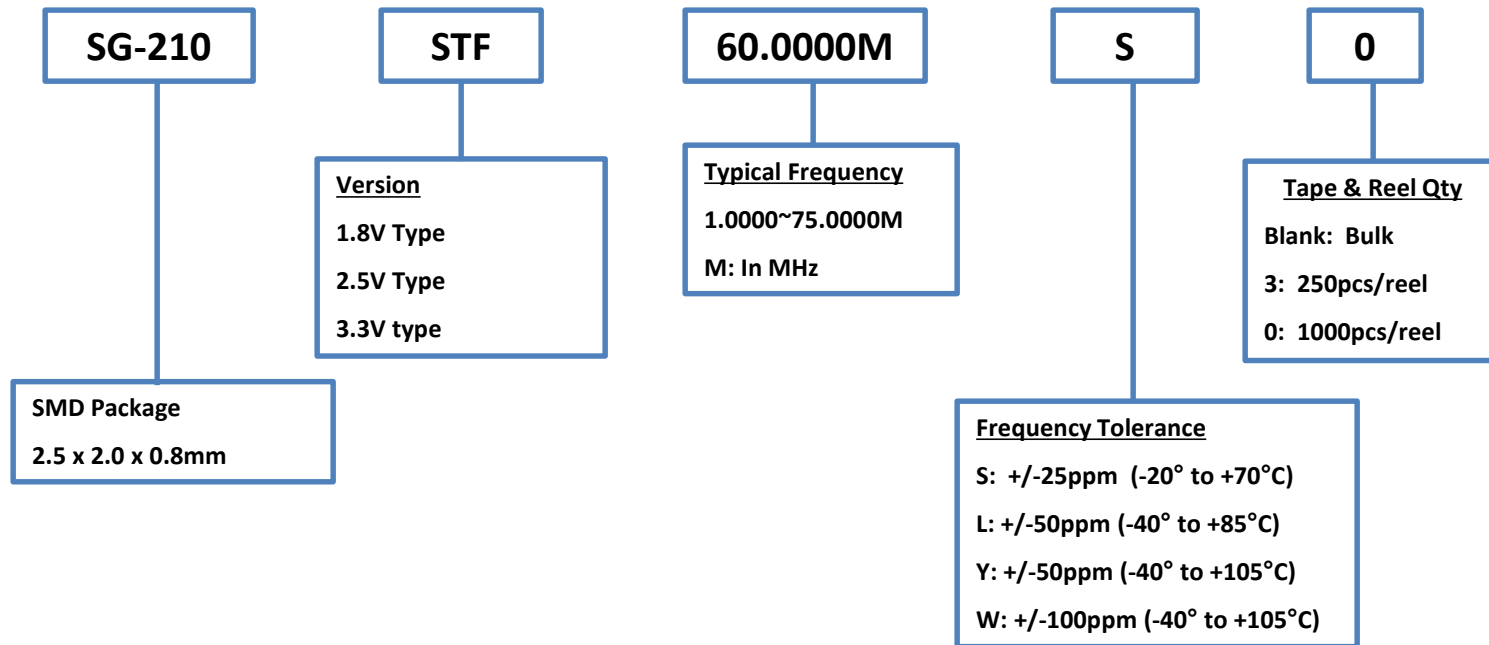 SG-210
STF
60.0000M
S
0
Version
1.8V Type
2.5V Type
3.3V type
Typical Frequency
1.0000~75.0000M
M: In MHz
Tape & Reel Qty
Blank: Bulk
3: 250pcs/reel
0: 1000pcs/reel
SMD Package
2.5 x 2.0 x 0.8mm
Frequency Tolerance
S: +/-25ppm (-20° to +70°C)
L: +/-50ppm (-40° to +85°C)
Y: +/-50ppm (-40° to +105°C)
W: +/-100ppm (-40° to +105°C)